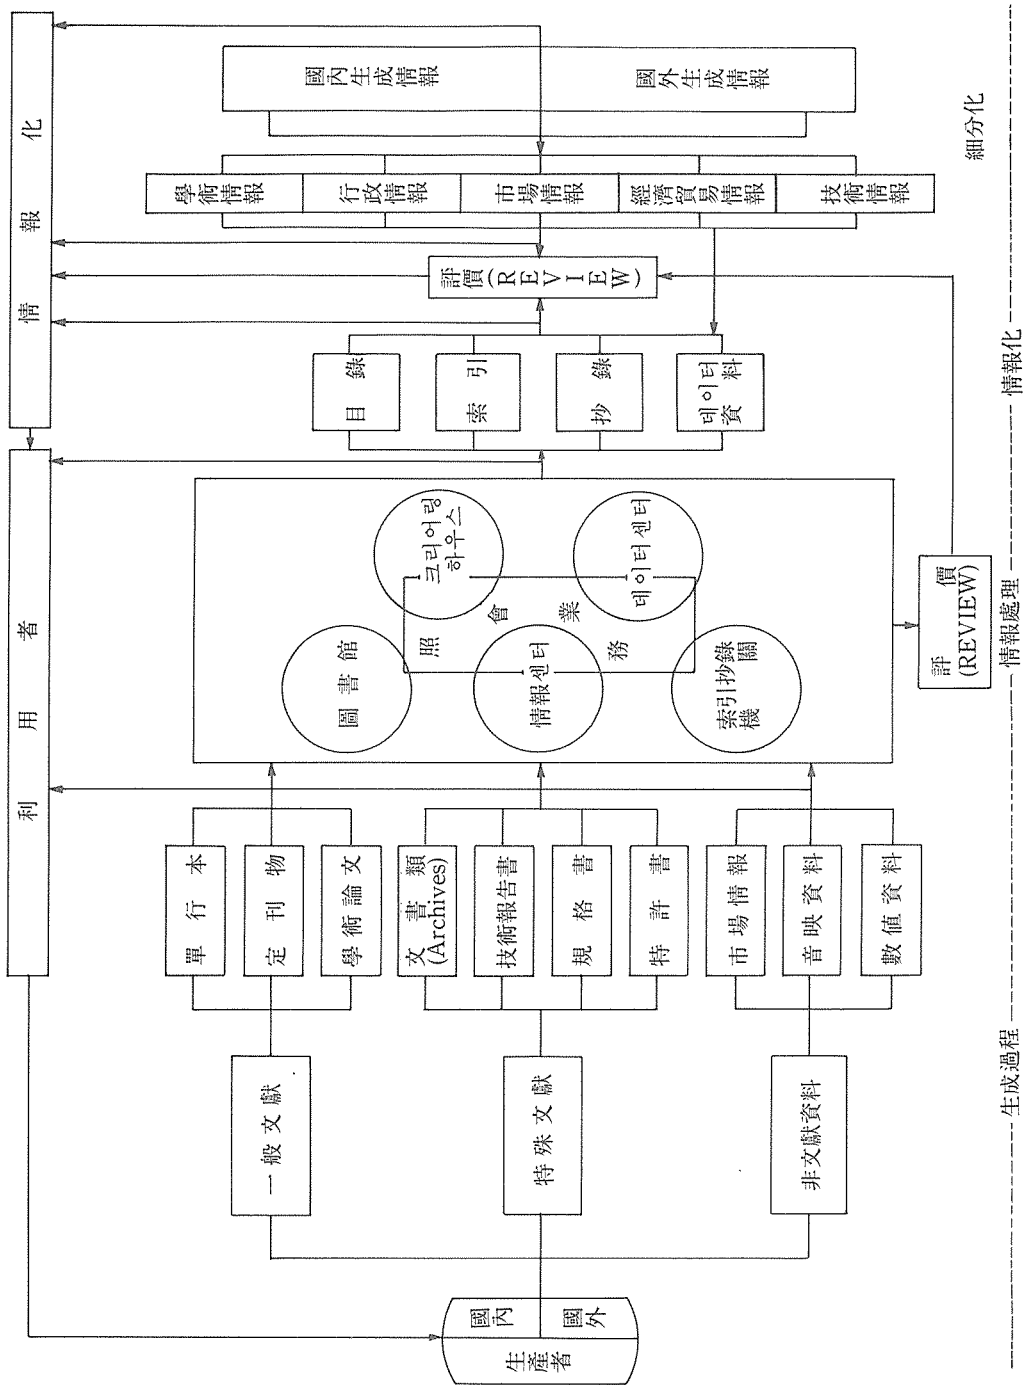 利用者
情報化
生產者
國內
國外
一般文獻
特殊文獻
非文獻資料
單行本
定刊物
學術論文
文書類
(Archives)
技術報告書
規格書
特許書
市場情報
音映資料
數値資料
圖書館
크리어링
하우스
情報센터
데이터센터
索引抄錄
機關
照會業務
評價
(REVIEW)
目錄
索引
抄錄
데이터
資料
評價(REVIEW)
學術情報
行政情報
市場情報
經濟貿易情報
技術情報
國內生成情報
國外生成情報
生成過程
情報處理
情報化
細分化